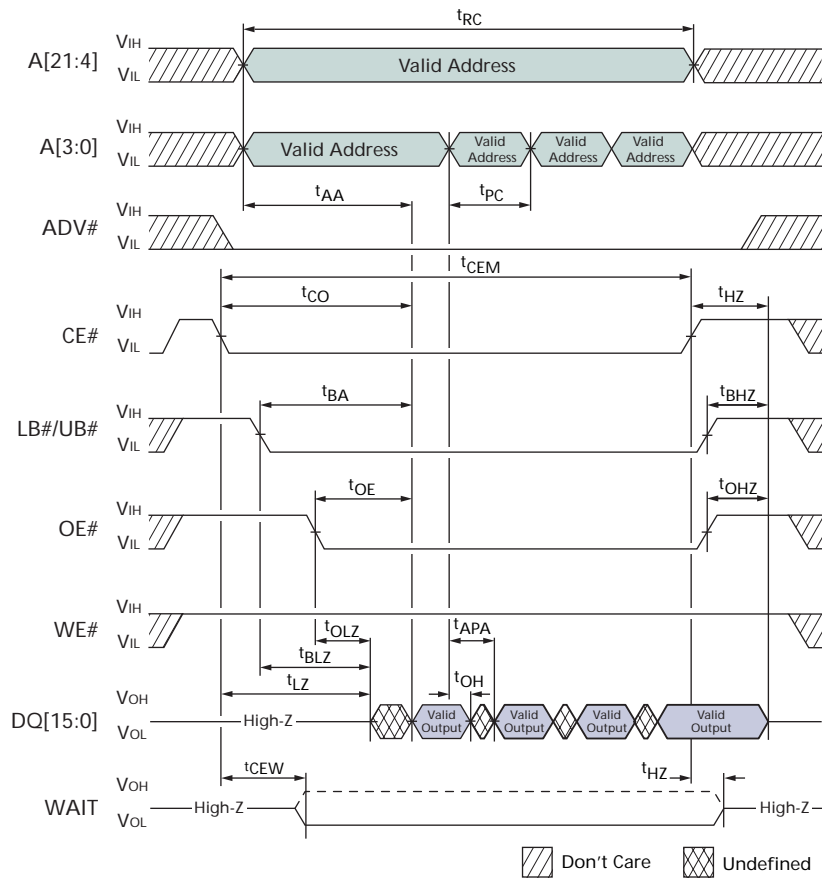 tRC
VIH
A[21:4]
Valid Address
VIL
VIH
A[3:0]
Valid Address
Valid Address
Valid Address
Valid Address
VIL
tAA
tPC
VIH
ADV#
VIL
tCEM
tCO
tHZ
VIH
CE#
VIL
tBA
tBHZ
VIH
LB#/UB#
VIL
tOE
tOHZ
VIH
OE#
VIL
VIH
WE#
VIL
tOLZ
tAPA
tBLZ
tLZ
tOH
VOH
DQ[15:0]
High-Z
Valid Output
Valid Output
Valid Output
Valid Output
VOL
tCEW
tHZ
VOH
WAIT
High-Z
High-Z
VOL
Don't Care
Undefined